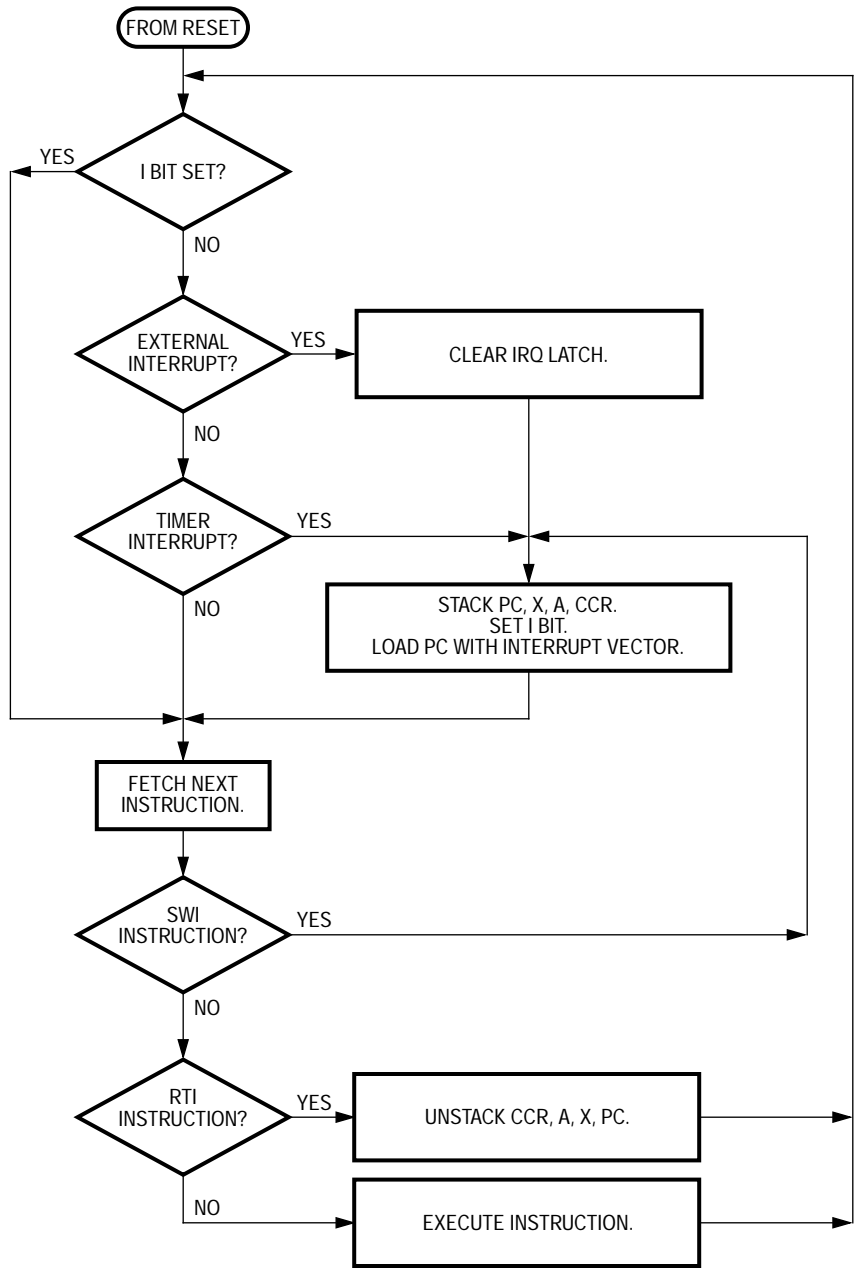 FROM RESET
YES
I BIT SET?
NO
EXTERNAL
INTERRUPT?
YES
CLEAR IRQ LATCH.
NO
TIMER
INTERRUPT?
YES
NO
STACK PC, X, A, CCR.
SET I BIT.
LOAD PC WITH INTERRUPT VECTOR.
FETCH NEXT
INSTRUCTION.
SWI
INSTRUCTION?
YES
NO
RTI
INSTRUCTION?
YES
UNSTACK CCR, A, X, PC.
NO
EXECUTE INSTRUCTION.